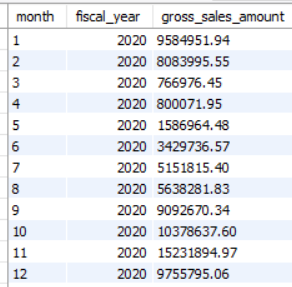 month fiscal_year gross_sales_amount
1 2020 9584951.94
2 2020 8083995.55
3 2020 766976.45
4 2020 800071.95
5 2020 1586964.48
6 2020 3429736.57
7 2020 5151815.40
8 2020 5638281.83
9 2020 9092670.34
10 2020 10378637.60
11 2020 15231894.97
12 2020 9755795.06